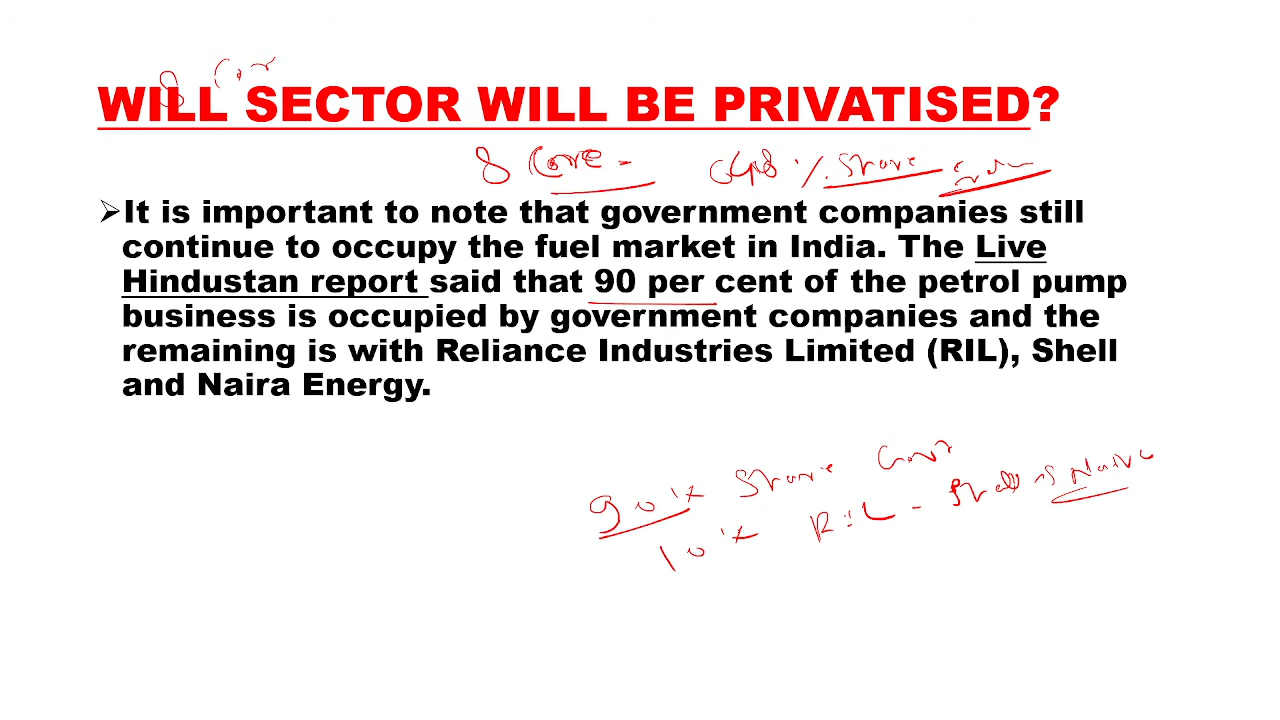 8 Cor
WILL SECTOR WILL BE PRIVATISED?
8 Core - % Share
➢It is important to note that government companies still
continue to occupy the fuel market in India. The Live
Hindustan report said that 90 per cent of the petrol pump
business is occupied by government companies and the
remaining is with Reliance Industries Limited (RIL), Shell
and Naira Energy.
90% Share Govt
10% RIL - Shell